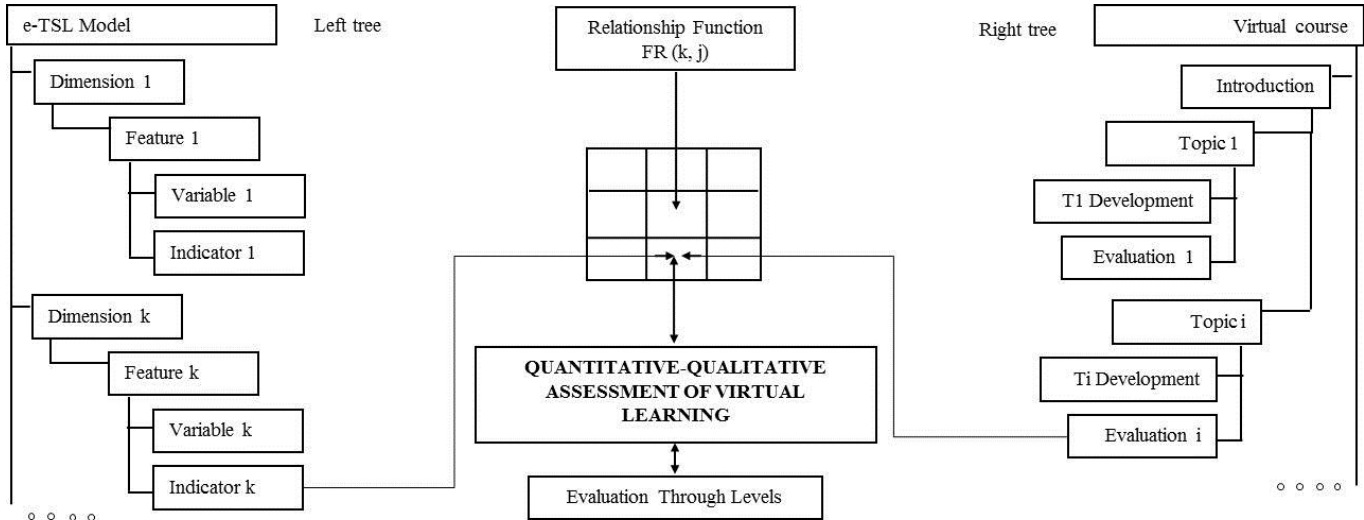 e-TSL Model
Left tree
Dimension 1
Feature 1
Variable 1
Indicator 1
Dimension k
Feature k
Variable k
Indicator k
Relationship Function
FR (k, j)
QUANTITATIVE-QUALITATIVE
ASSESSMENT OF VIRTUAL
LEARNING
Evaluation Through Levels
Right tree
Virtual course
Introduction
Topic 1
T1 Development
Evaluation 1
Topic i
Ti Development
Evaluation i